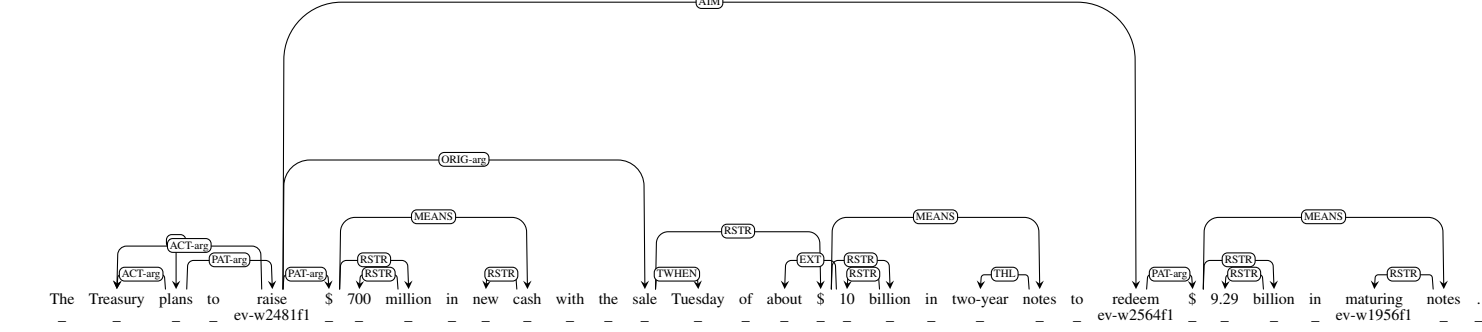 AIM
ORIG-arg
MEANS MEANS MEANS
RSTR
ACT-arg
PAT-arg RSTR EXT RSTR RSTR
ACT-arg PAT-arg RSTR RSTR TWHEN RSTR THL PAT-arg RSTR RSTR
The Treasury plans to raise $ 700 million in new cash with the sale Tuesday of about $ 10 billion in two-year notes to redeem $ 9.29 billion in maturing notes .
ev-w2481f1 ev-w2564f1 ev-w1956f1
_ _ _ _ _ _ _ _ _ _ _ _ _ _ _ _ _ _ _ _ _ _ _ _ _ _ _ _ _